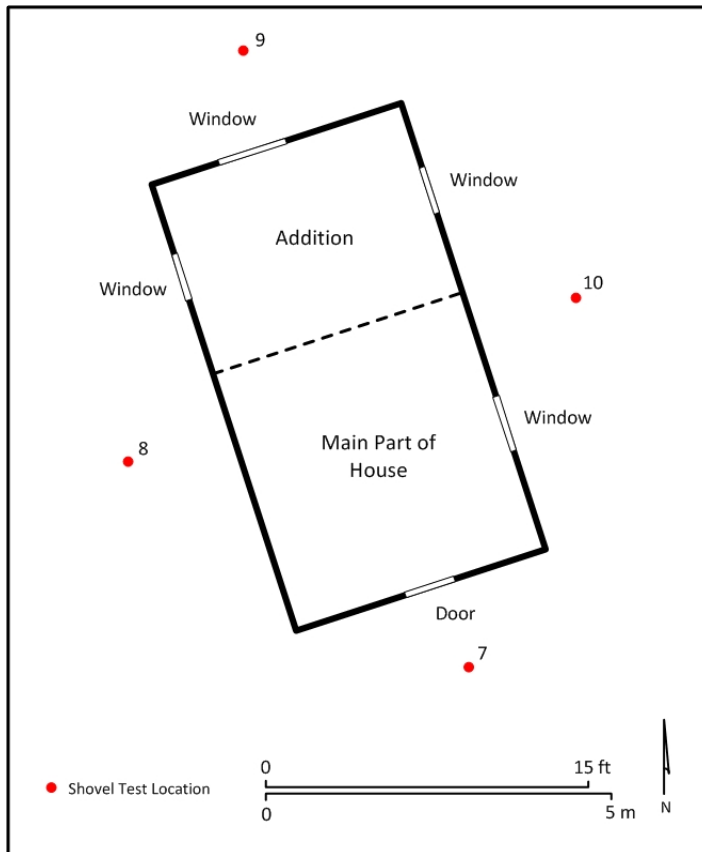 9
Window
Window
Addition
Window
10
Window
Main Part of
House
8
Door
7
0
15 ft
Shovel Test Location
0
5 m
N